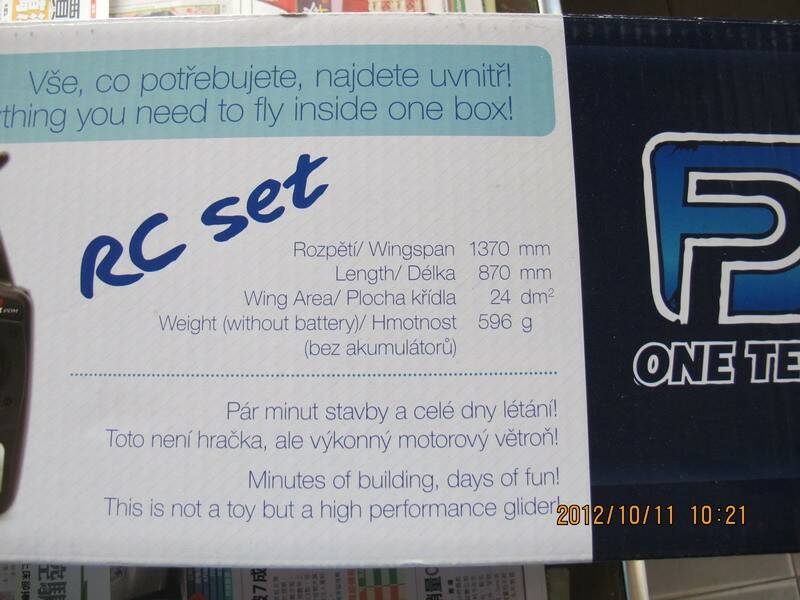 Vše, co potřebujete, najdete uvnitř!
thing you need to fly inside one box!
RC set
Rozpětí/ Wingspan 1370 mm
Length/ Délka 870 mm
Wing Area/ Plocha křídla 24 dm²
Weight (without battery)/ Hmotnost 596 g
(bez akumulátorů)
Pár minut stavby a celé dny létání!
Toto není hračka, ale výkonný motorový větroň!
Minutes of building, days of fun!
This is not a toy but a high performance glider!
ONE TE
2012/10/11 10:21